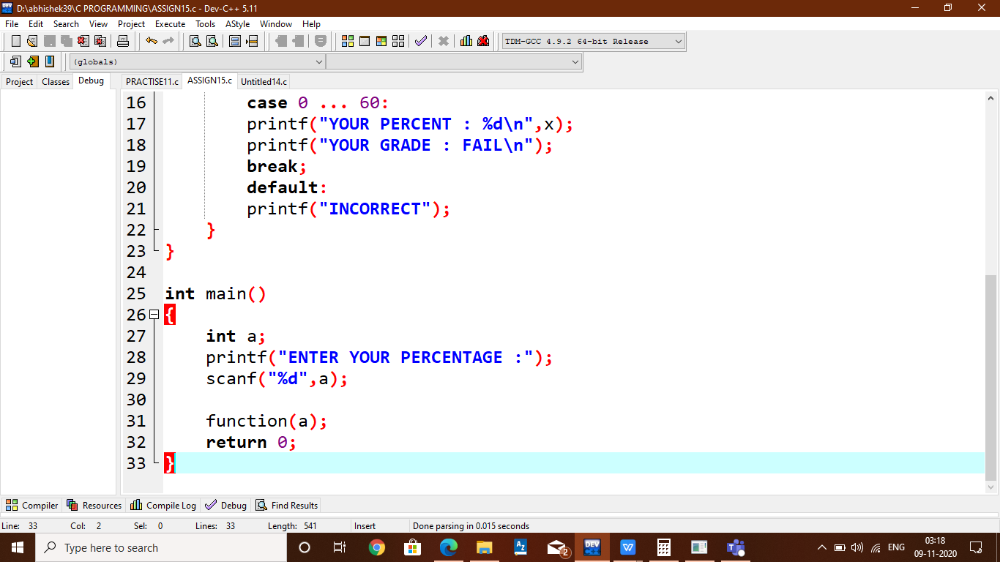 D:\abhishek39\C PROGRAMMING\ASSIGN15.c - Dev-C++ 5.11
File Edit Search View Project Execute Tools AStyle Window Help
TDM-GCC 4.9.2 64-bit Release
(globals)
Project Classes Debug PRACTISE11.c ASSIGN15.c Untitled14.c
16 case 0 ... 60:
17 printf("YOUR PERCENT : %d\n",x);
18 printf("YOUR GRADE : FAIL\n");
19 break;
20 default:
21 printf("INCORRECT");
22 }
23 }
24
25 int main()
26 {
27 int a;
28 printf("ENTER YOUR PERCENTAGE :");
29 scanf("%d",a);
30
31 function(a);
32 return 0;
33 }
Compiler Resources Compile Log Debug Find Results
Line: 33 Col: 2 Sel: 0 Lines: 33 Length: 541 Insert Done parsing in 0.015 seconds
Type here to search
DEV
W
2
ENG
03:18
09-11-2020